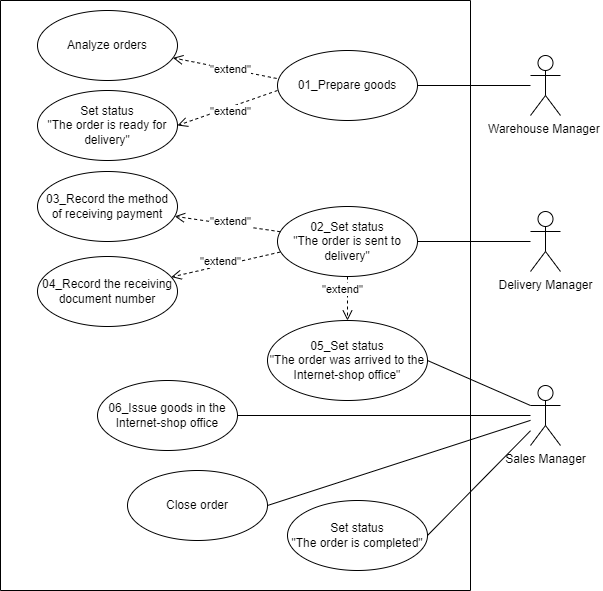 Analyze orders
"extend"
01_Prepare goods
Set status
"The order is ready for
delivery"
"extend"
Warehouse Manager
03_Record the method
of receiving payment
"extend"
02_Set status
"The order is sent to
delivery"
04_Record the receiving
document number
"extend"
Delivery Manager
"extend"
05_Set status
"The order was arrived to the
Internet-shop office"
06_Issue goods in the
Internet-shop office
Sales Manager
Close order
Set status
"The order is completed"